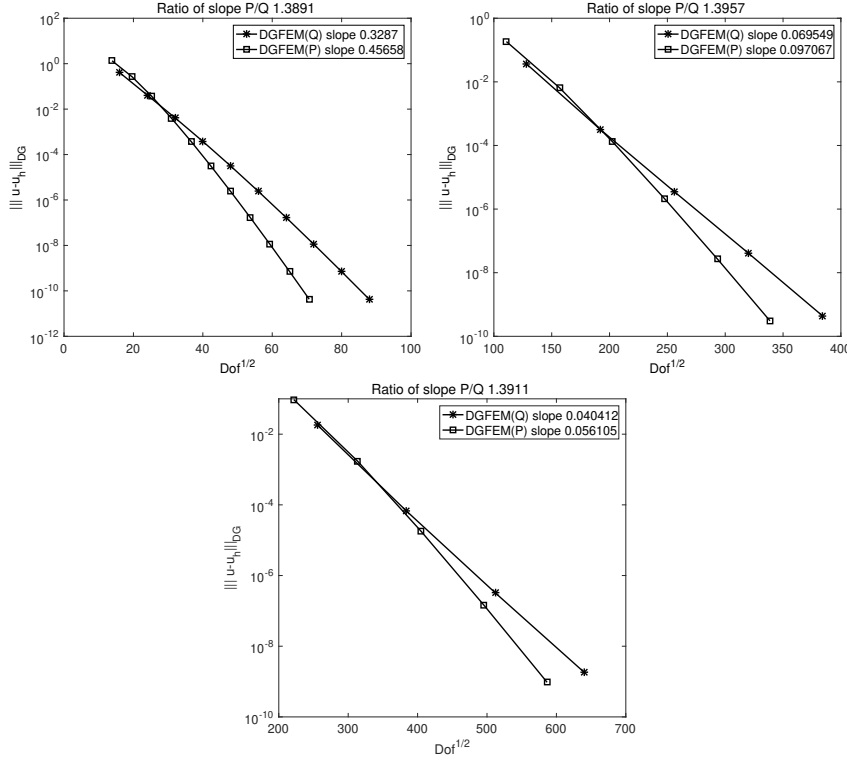 Ratio of slope P/Q 1.3891
DGFEM(Q) slope 0.3287
DGFEM(P) slope 0.45658
10^2
10^0
10^-2
10^-4
10^-6
10^-8
10^-10
10^-12
||| u-u_h|||_DG
0 20 40 60 80 100
Dof^1/2
Ratio of slope P/Q 1.3957
DGFEM(Q) slope 0.069549
DGFEM(P) slope 0.097067
10^0
10^-2
10^-4
10^-6
10^-8
10^-10
||| u-u_h|||_DG
100 150 200 250 300 350 400
Dof^1/2
Ratio of slope P/Q 1.3911
DGFEM(Q) slope 0.040412
DGFEM(P) slope 0.056105
10^-2
10^-4
10^-6
10^-8
10^-10
||| u-u_h|||_DG
200 300 400 500 600 700
Dof^1/2